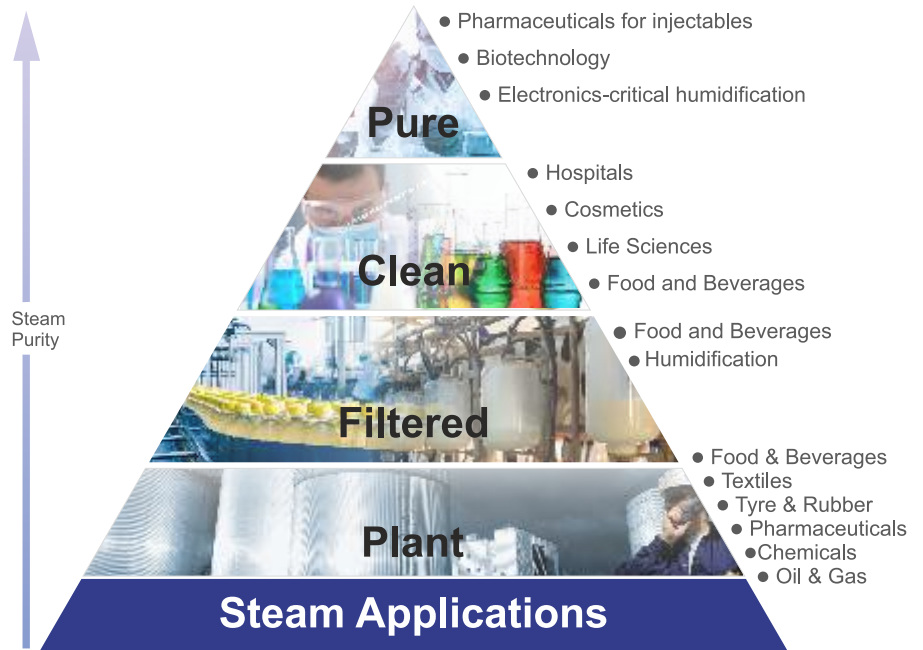 ● Pharmaceuticals for injectables
● Biotechnology
● Electronics-critical humidification
Pure
● Hospitals
● Cosmetics
● Life Sciences
● Food and Beverages
Clean
Steam
Purity
● Food and Beverages
● Humidification
Filtered
● Food & Beverages
● Textiles
● Tyre & Rubber
● Pharmaceuticals
●Chemicals
● Oil & Gas
Plant
Steam Applications